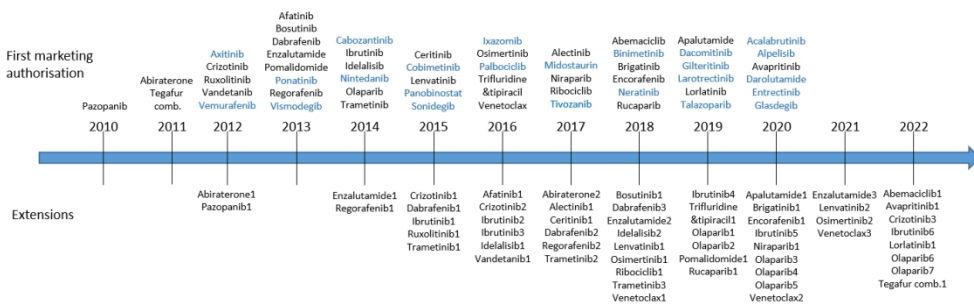 First marketing
authorisation
Pazopanib
Abiraterone
Tegafur
comb.
Axitinib
Crizotinib
Ruxolitinib
Vandetanib
Vemurafenib
Afatinib
Bosutinib
Dabrafenib
Enzalutamide
Pomalidomide
Ponatinib
Regorafenib
Vismodegib
Cabozantinib
Ibrutinib
Idelalisib
Nintedanib
Olaparib
Trametinib
Ceritinib
Cobimetinib
Lenvatinib
Panobinostat
Sonidegib
Ixazomib
Osimertinib
Palbociclib
Trifluridine
&tipiracil
Venetoclax
Alectinib
Midostaurin
Niraparib
Ribociclib
Tivozanib
Abemaciclib
Binimetinib
Brigatinib
Encorafenib
Neratinib
Rucaparib
Apalutamide
Dacomitinib
Gilteritinib
Larotrectinib
Lorlatinib
Talazoparib
Acalabrutinib
Alpelisib
Avapritinib
Darolutamide
Entrectinib
Glasdegib
2010 2011 2012 2013 2014 2015 2016 2017 2018 2019 2020 2021 2022
Extensions
Abiraterone1
Pazopanib1
Enzalutamide1
Regorafenib1
Crizotinib1
Dabrafenib1
Ibrutinib1
Ruxolitinib1
Trametinib1
Afatinib1
Crizotinib2
Ibrutinib2
Ibrutinib3
Idelalisib1
Vandetanib1
Abiraterone2
Alectinib1
Ceritinib1
Dabrafenib2
Regorafenib2
Trametinib2
Bosutinib1
Dabrafenib3
Enzalutamide2
Idelalisib2
Lenvatinib1
Osimertinib1
Ribociclib1
Trametinib3
Venetoclax1
Ibrutinib4
Trifluridine
&tipiracil1
Olaparib1
Olaparib2
Pomalidomide1
Rucaparib1
Apalutamide1
Brigatinib1
Encorafenib1
Ibrutinib5
Niraparib1
Olaparib3
Olaparib4
Olaparib5
Venetoclax2
Enzalutamide3
Lenvatinib2
Osimertinib2
Venetoclax3
Abemaciclib1
Avapritinib1
Crizotinib3
Ibrutinib6
Lorlatinib1
Olaparib6
Olaparib7
Tegafur comb.1